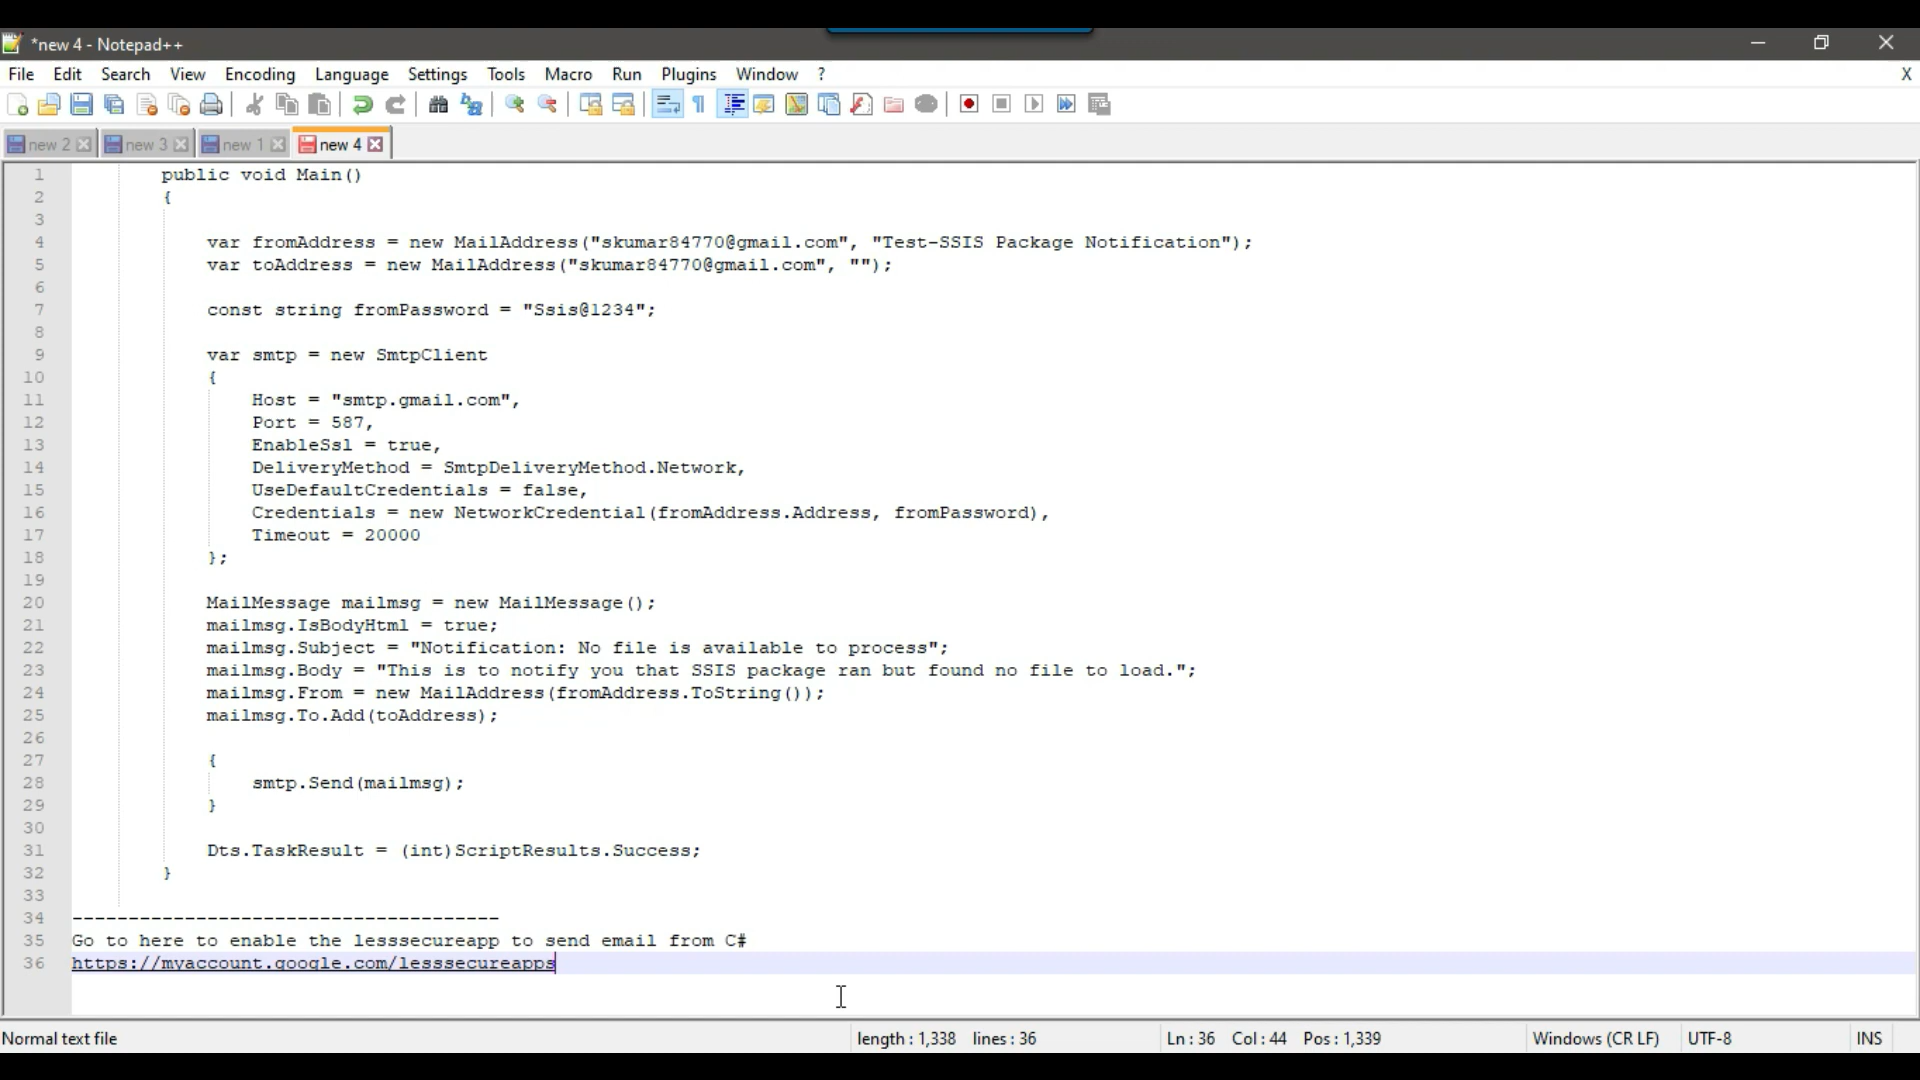 *new 4 - Notepad++
File Edit Search View Encoding Language Settings Tools Macro Run Plugins Window ? X
new 2 new 3 new 1 new 4
1 public void Main()
2 {
3
4 var fromAddress = new MailAddress("skumar84770@gmail.com", "Test-SSIS Package Notification");
5 var toAddress = new MailAddress("skumar84770@gmail.com", "");
6
7 const string fromPassword = "Ssis@1234";
8
9 var smtp = new SmtpClient
10 {
11 Host = "smtp.gmail.com",
12 Port = 587,
13 EnableSsl = true,
14 DeliveryMethod = SmtpDeliveryMethod.Network,
15 UseDefaultCredentials = false,
16 Credentials = new NetworkCredential(fromAddress.Address, fromPassword),
17 Timeout = 20000
18 };
19
20 MailMessage mailmsg = new MailMessage();
21 mailmsg.IsBodyHtml = true;
22 mailmsg.Subject = "Notification: No file is available to process";
23 mailmsg.Body = "This is to notify you that SSIS package ran but found no file to load.";
24 mailmsg.From = new MailAddress(fromAddress.ToString());
25 mailmsg.To.Add(toAddress);
26
27 {
28 smtp.Send(mailmsg);
29 }
30
31 Dts.TaskResult = (int)ScriptResults.Success;
32 }
33
34 --------------------------------------
35 Go to here to enable the lesssecureapp to send email from C#
36 https://myaccount.google.com/lesssecureapps
Normal text file length : 1,338 lines : 36 Ln : 36 Col : 44 Pos : 1,339 Windows (CR LF) UTF-8 INS